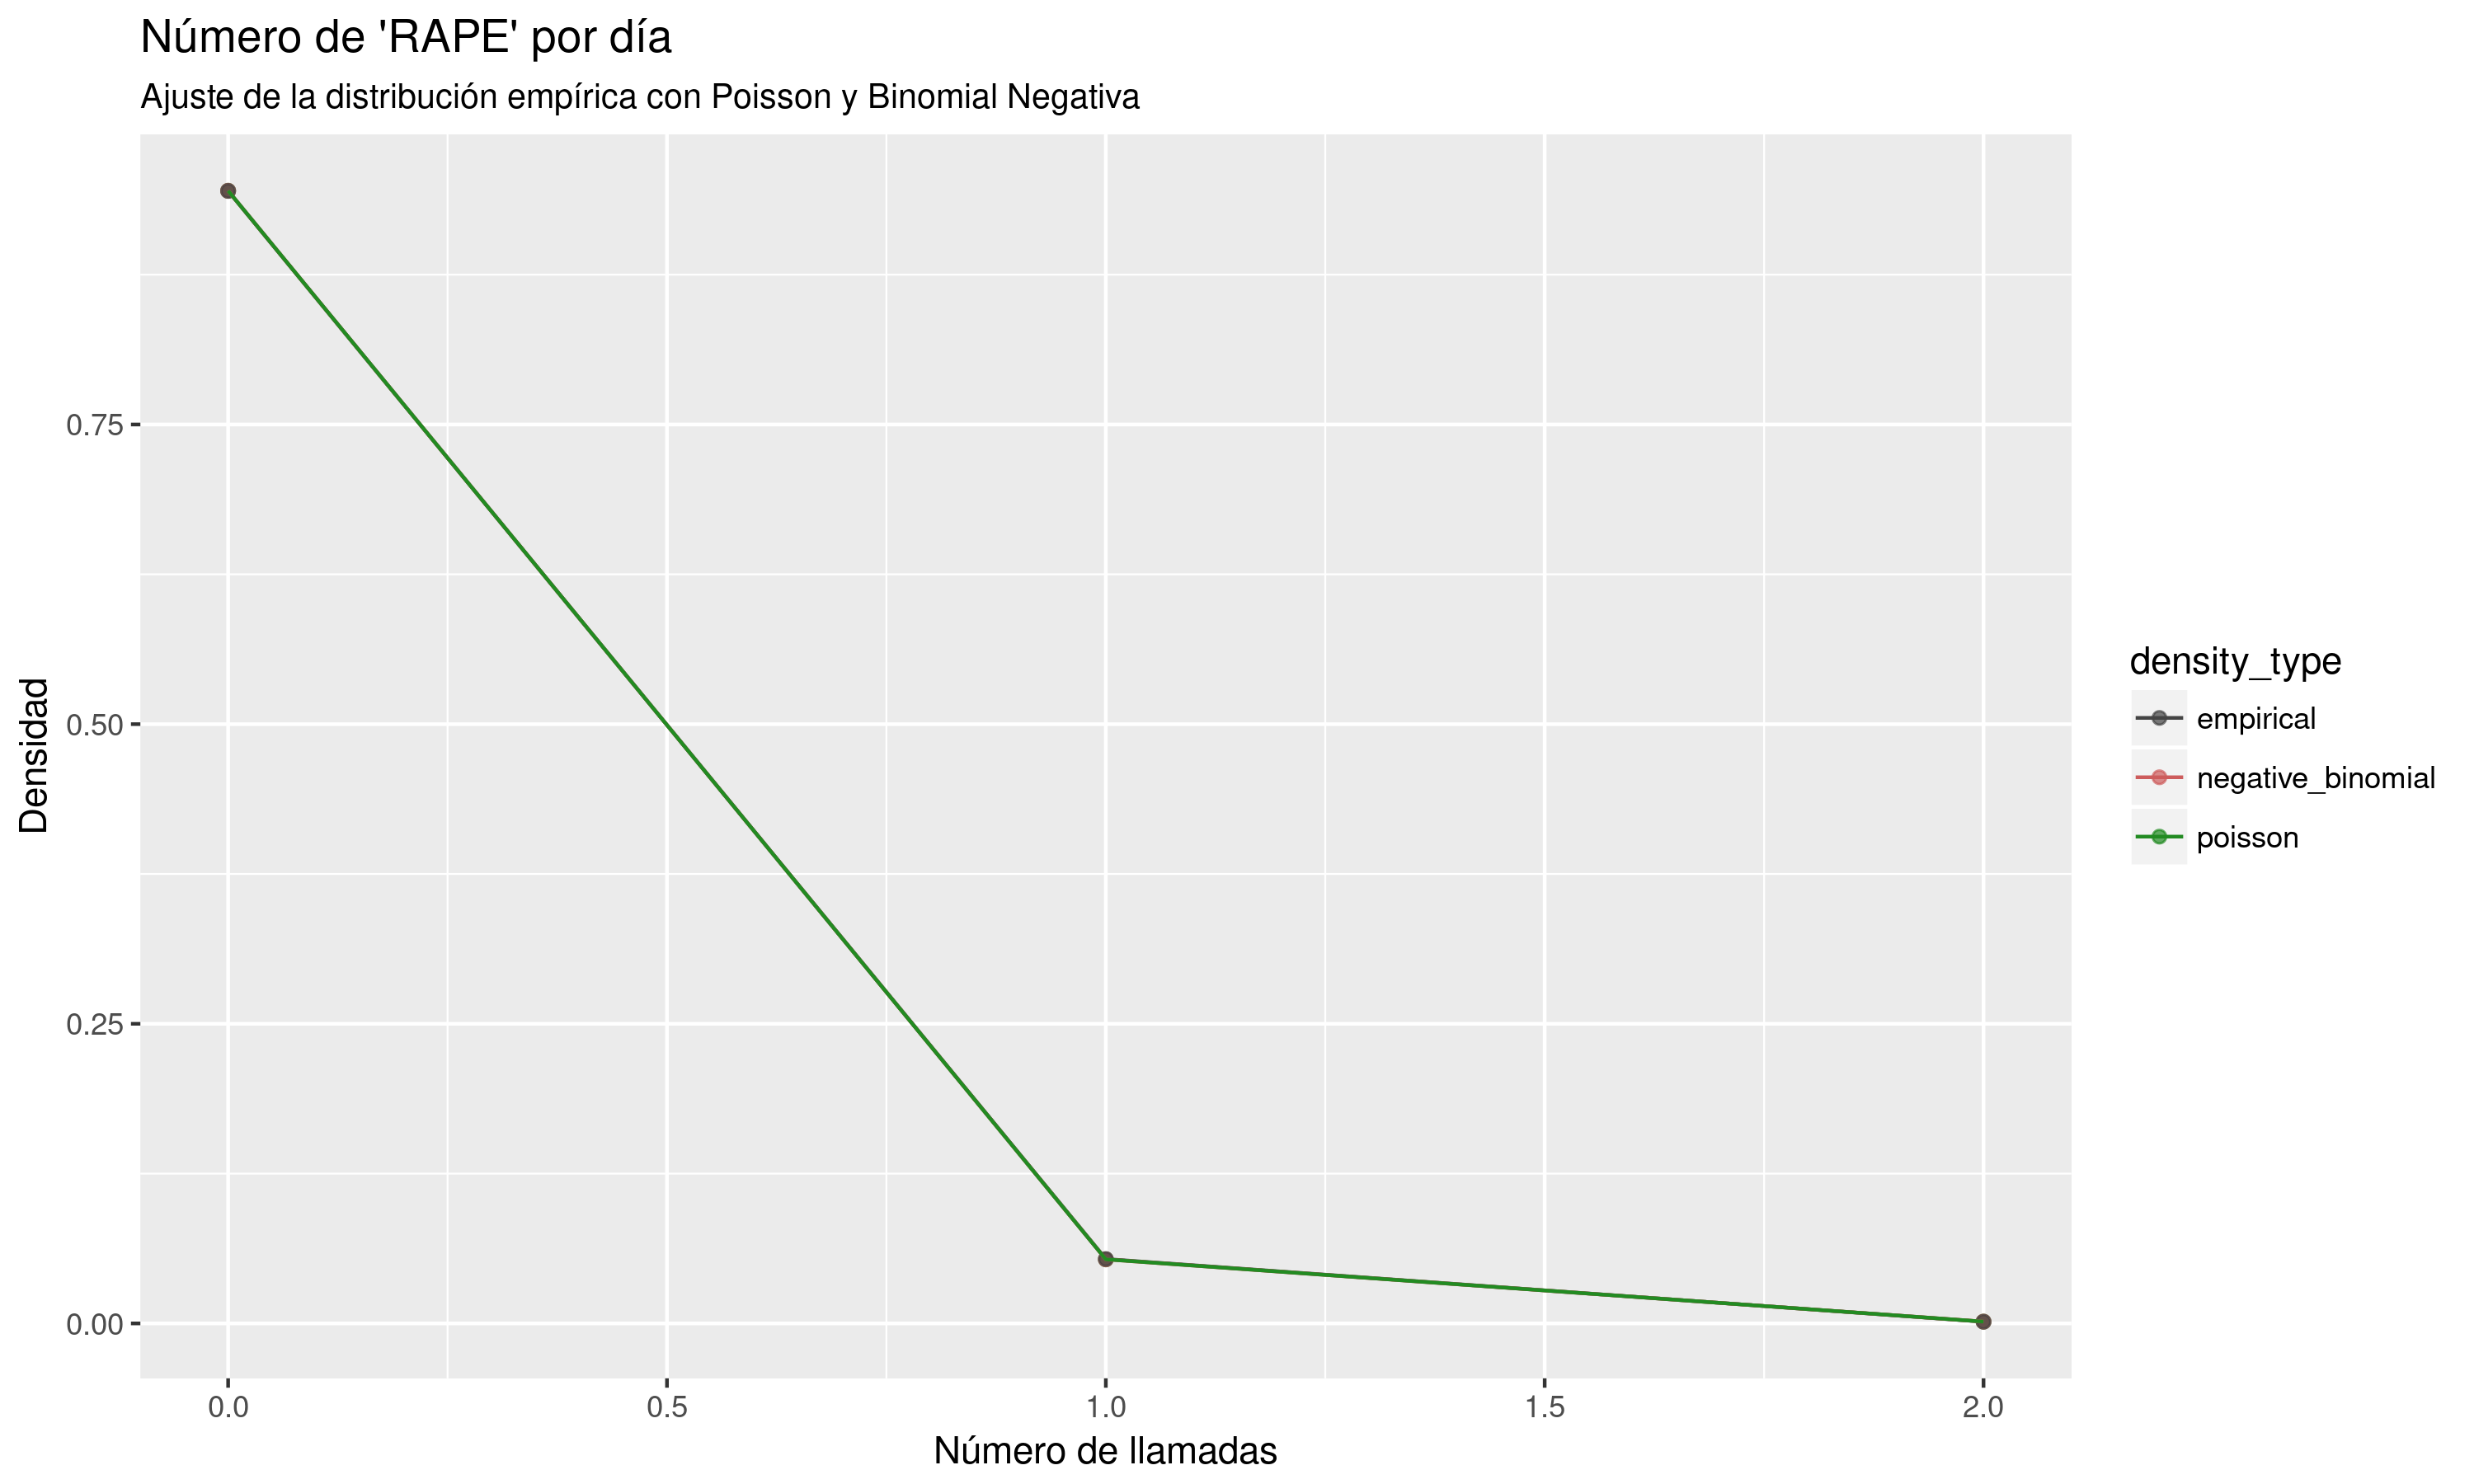 Número de 'RAPE' por día
Ajuste de la distribución empírica con Poisson y Binomial Negativa
Densidad
0.75
0.50
0.25
0.00
0.0
0.5
1.0
1.5
2.0
Número de llamadas
density_type
empirical
negative_binomial
poisson